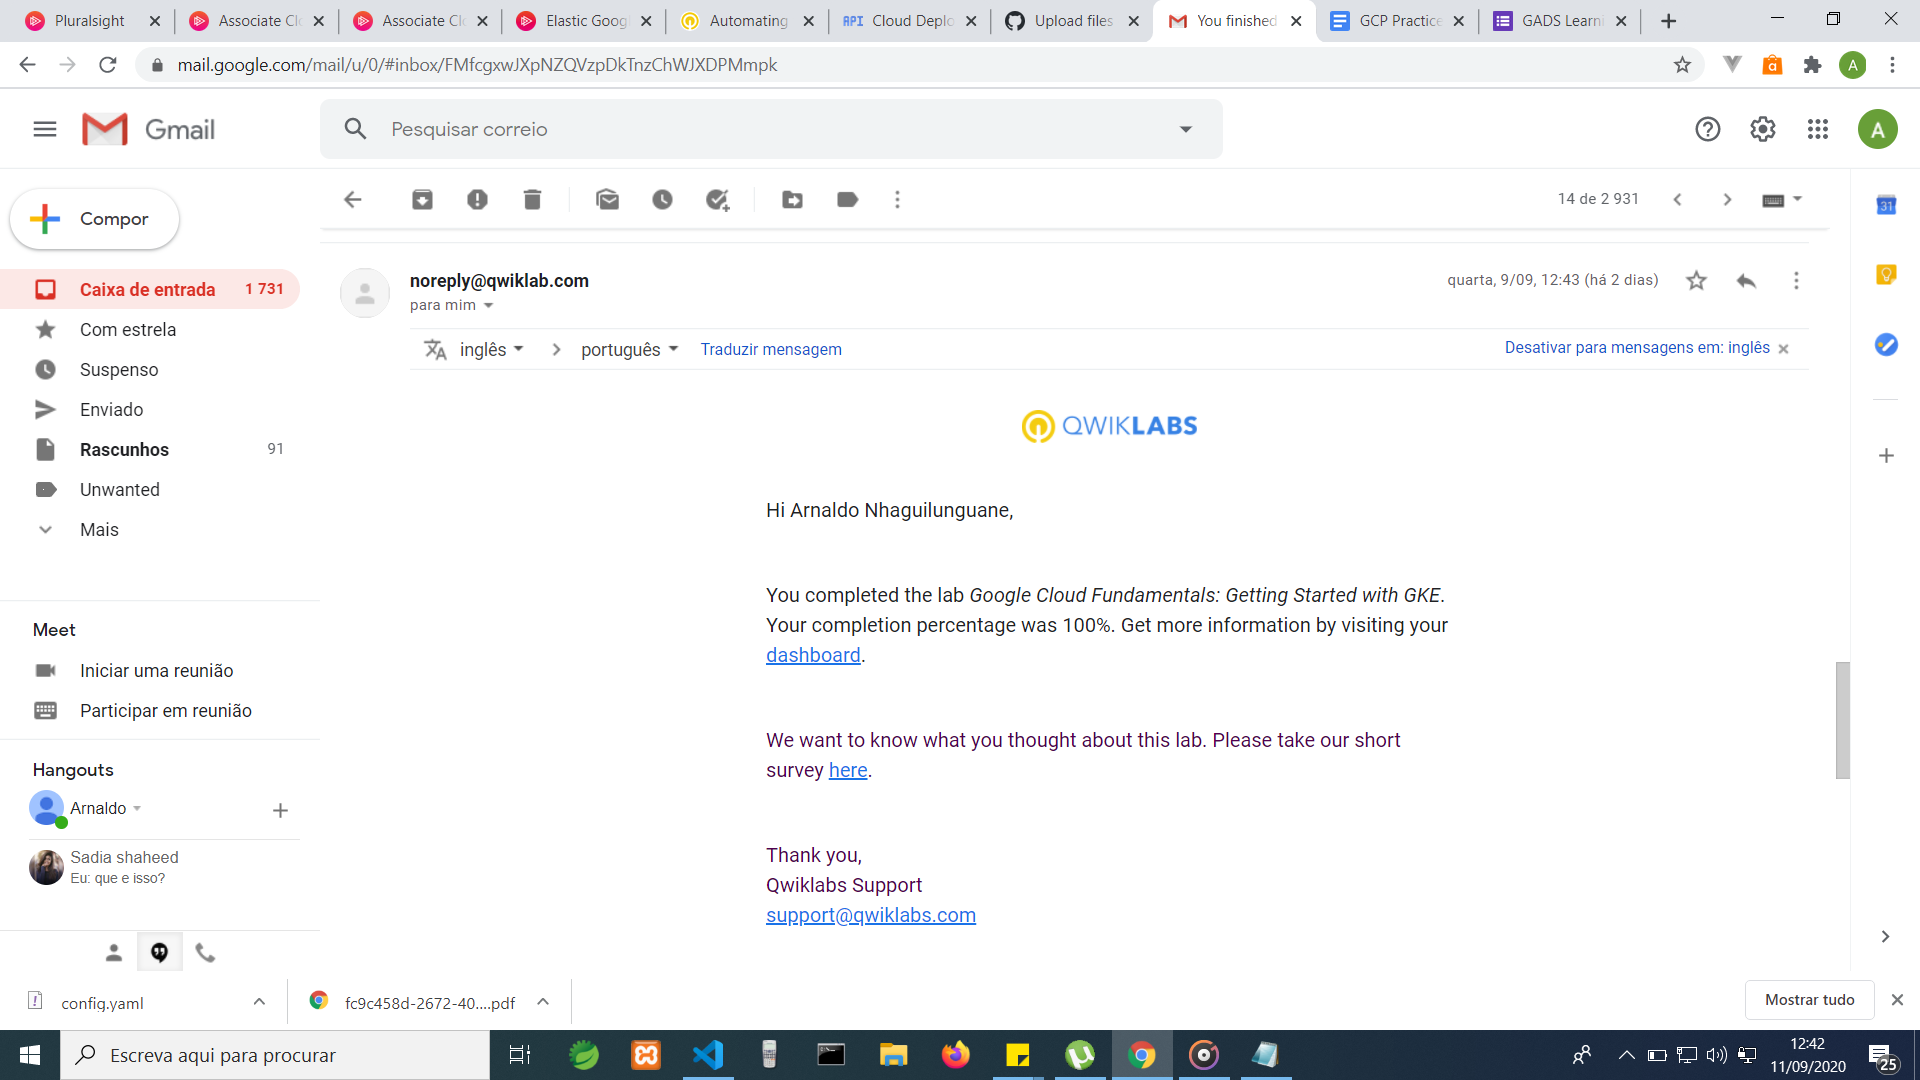 Pluralsight
Associate Cl
Associate Cl
Elastic Goog
Automating
API Cloud Deplo
Upload files
You finished
GCP Practice
GADS Learni
mail.google.com/mail/u/0/#inbox/FMfcgxwJXpNZQVzpDkTnzChWJXDPMmpk
A
Gmail
Pesquisar correio
A
Compor
14 de 2 931
31
Caixa de entrada 1 731
Com estrela
Suspenso
Enviado
Rascunhos 91
Unwanted
Mais
noreply@qwiklab.com
quarta, 9/09, 12:43 (há 2 dias)
para mim
inglês
português
Traduzir mensagem
Desativar para mensagens em: inglês
QWIKLABS
Hi Arnaldo Nhaguilunguane,
You completed the lab Google Cloud Fundamentals: Getting Started with GKE.
Your completion percentage was 100%. Get more information by visiting your
dashboard.
We want to know what you thought about this lab. Please take our short
survey here.
Thank you,
Qwiklabs Support
support@qwiklabs.com
Meet
Iniciar uma reunião
Participar em reunião
Hangouts
Arnaldo
Sadia shaheed
Eu: que e isso?
config.yaml
fc9c458d-2672-40....pdf
Mostrar tudo
Escreva aqui para procurar
12:42
11/09/2020
25